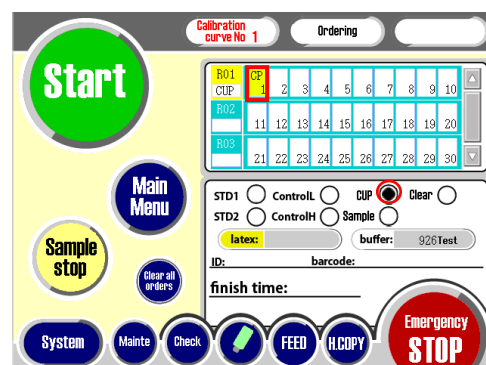 Calibration
curve No 1
Ordering
Start
R01 CP
CUP 1 2 3 4 5 6 7 8 9 10
R02
11 12 13 14 15 16 17 18 19 20
R03
21 22 23 24 25 26 27 28 29 30
Main
Menu
STD1 ControlL CUP Clear
STD2 ControlH Sample
latex: buffer: 926Test
Sample
stop
ID: barcode:
Clear all
orders
finish time:
Emergency
STOP
System Mainte Check FEED H.COPY